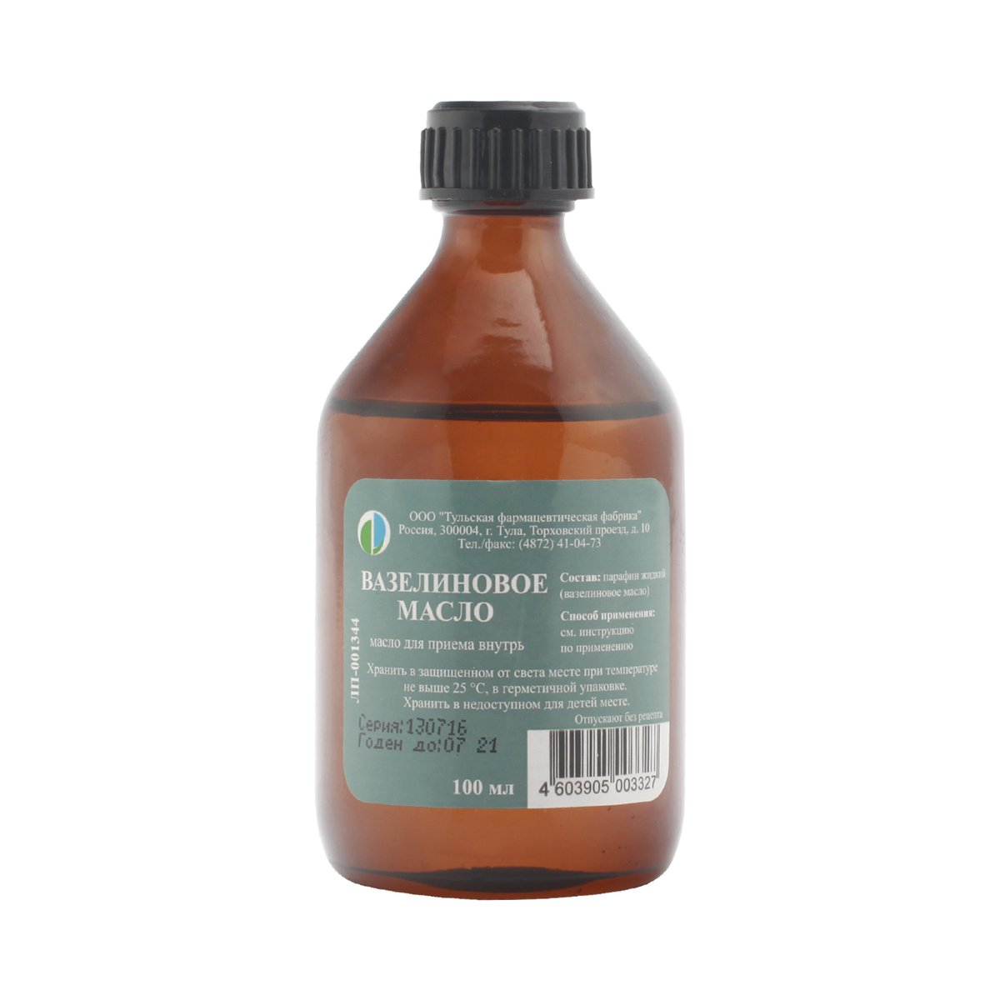 ООО "Тульская фармацевтическая фабрика"
Россия, 300004, г. Тула, Торховский проезд, д. 10
Тел./факс: (4872) 41-04-73
ВАЗЕЛИНОВОЕ
МАСЛО
масло для приема внутрь
Состав: парафин жидкий
(вазелиновое масло)
Способ применения:
см. инструкцию
по применению
ЛП-001344
Хранить в защищенном от света месте при температуре
не выше 25 °С, в герметичной упаковке.
Хранить в недоступном для детей месте.
Отпускают без рецепта
Серия:130716
Годен до:07 21
100 мл
4 603905 003327